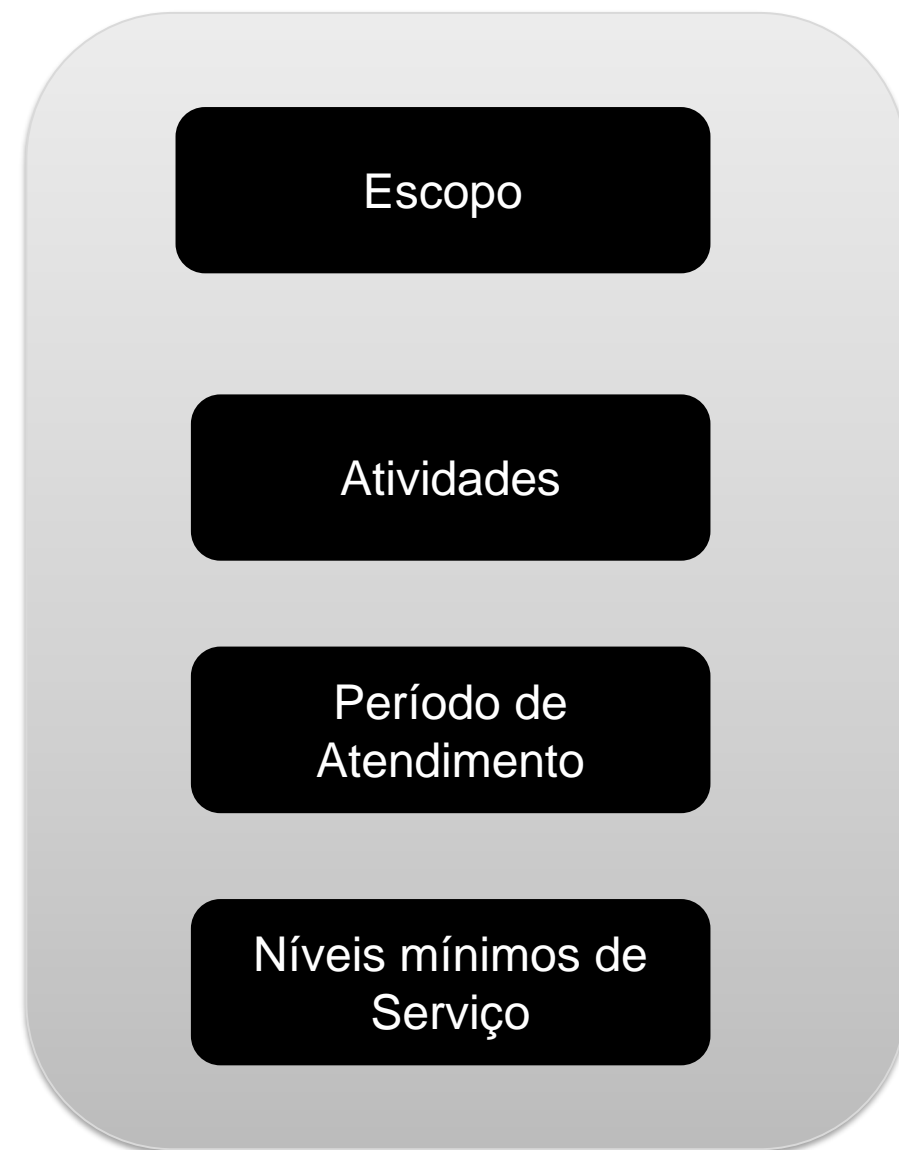 Escopo
Atividades
Período de
Atendimento
Níveis mínimos de
Serviço